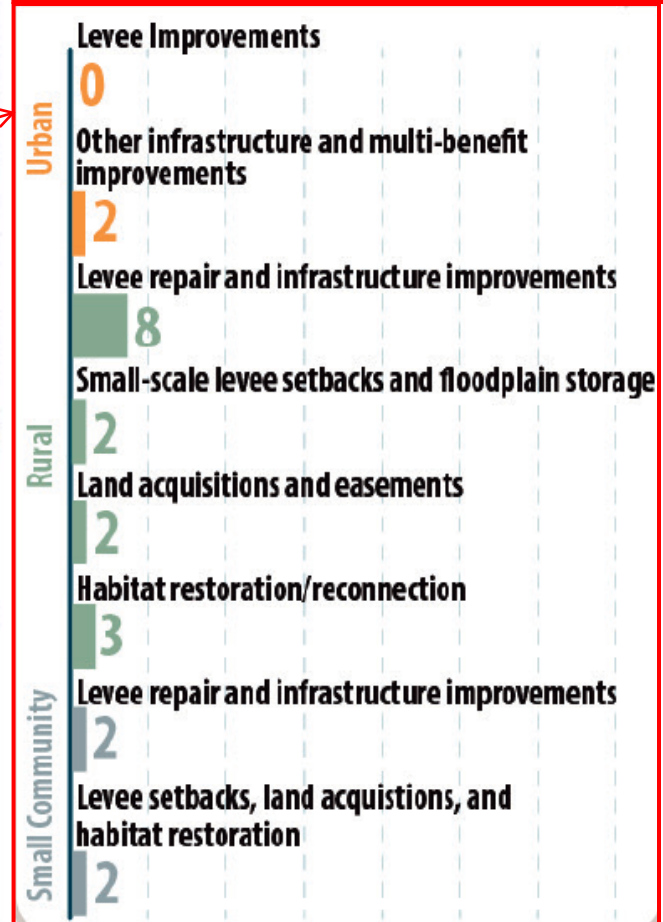 Levee Improvements
0
Urban
Other infrastructure and multi-benefit
improvements
2
Levee repair and infrastructure improvements
8
Small-scale levee setbacks and floodplain storage
2
Rural
Land acquisitions and easements
2
Habitat restoration/reconnection
3
Levee repair and infrastructure improvements
2
Small Community
Levee setbacks, land acquistions, and
habitat restoration
2